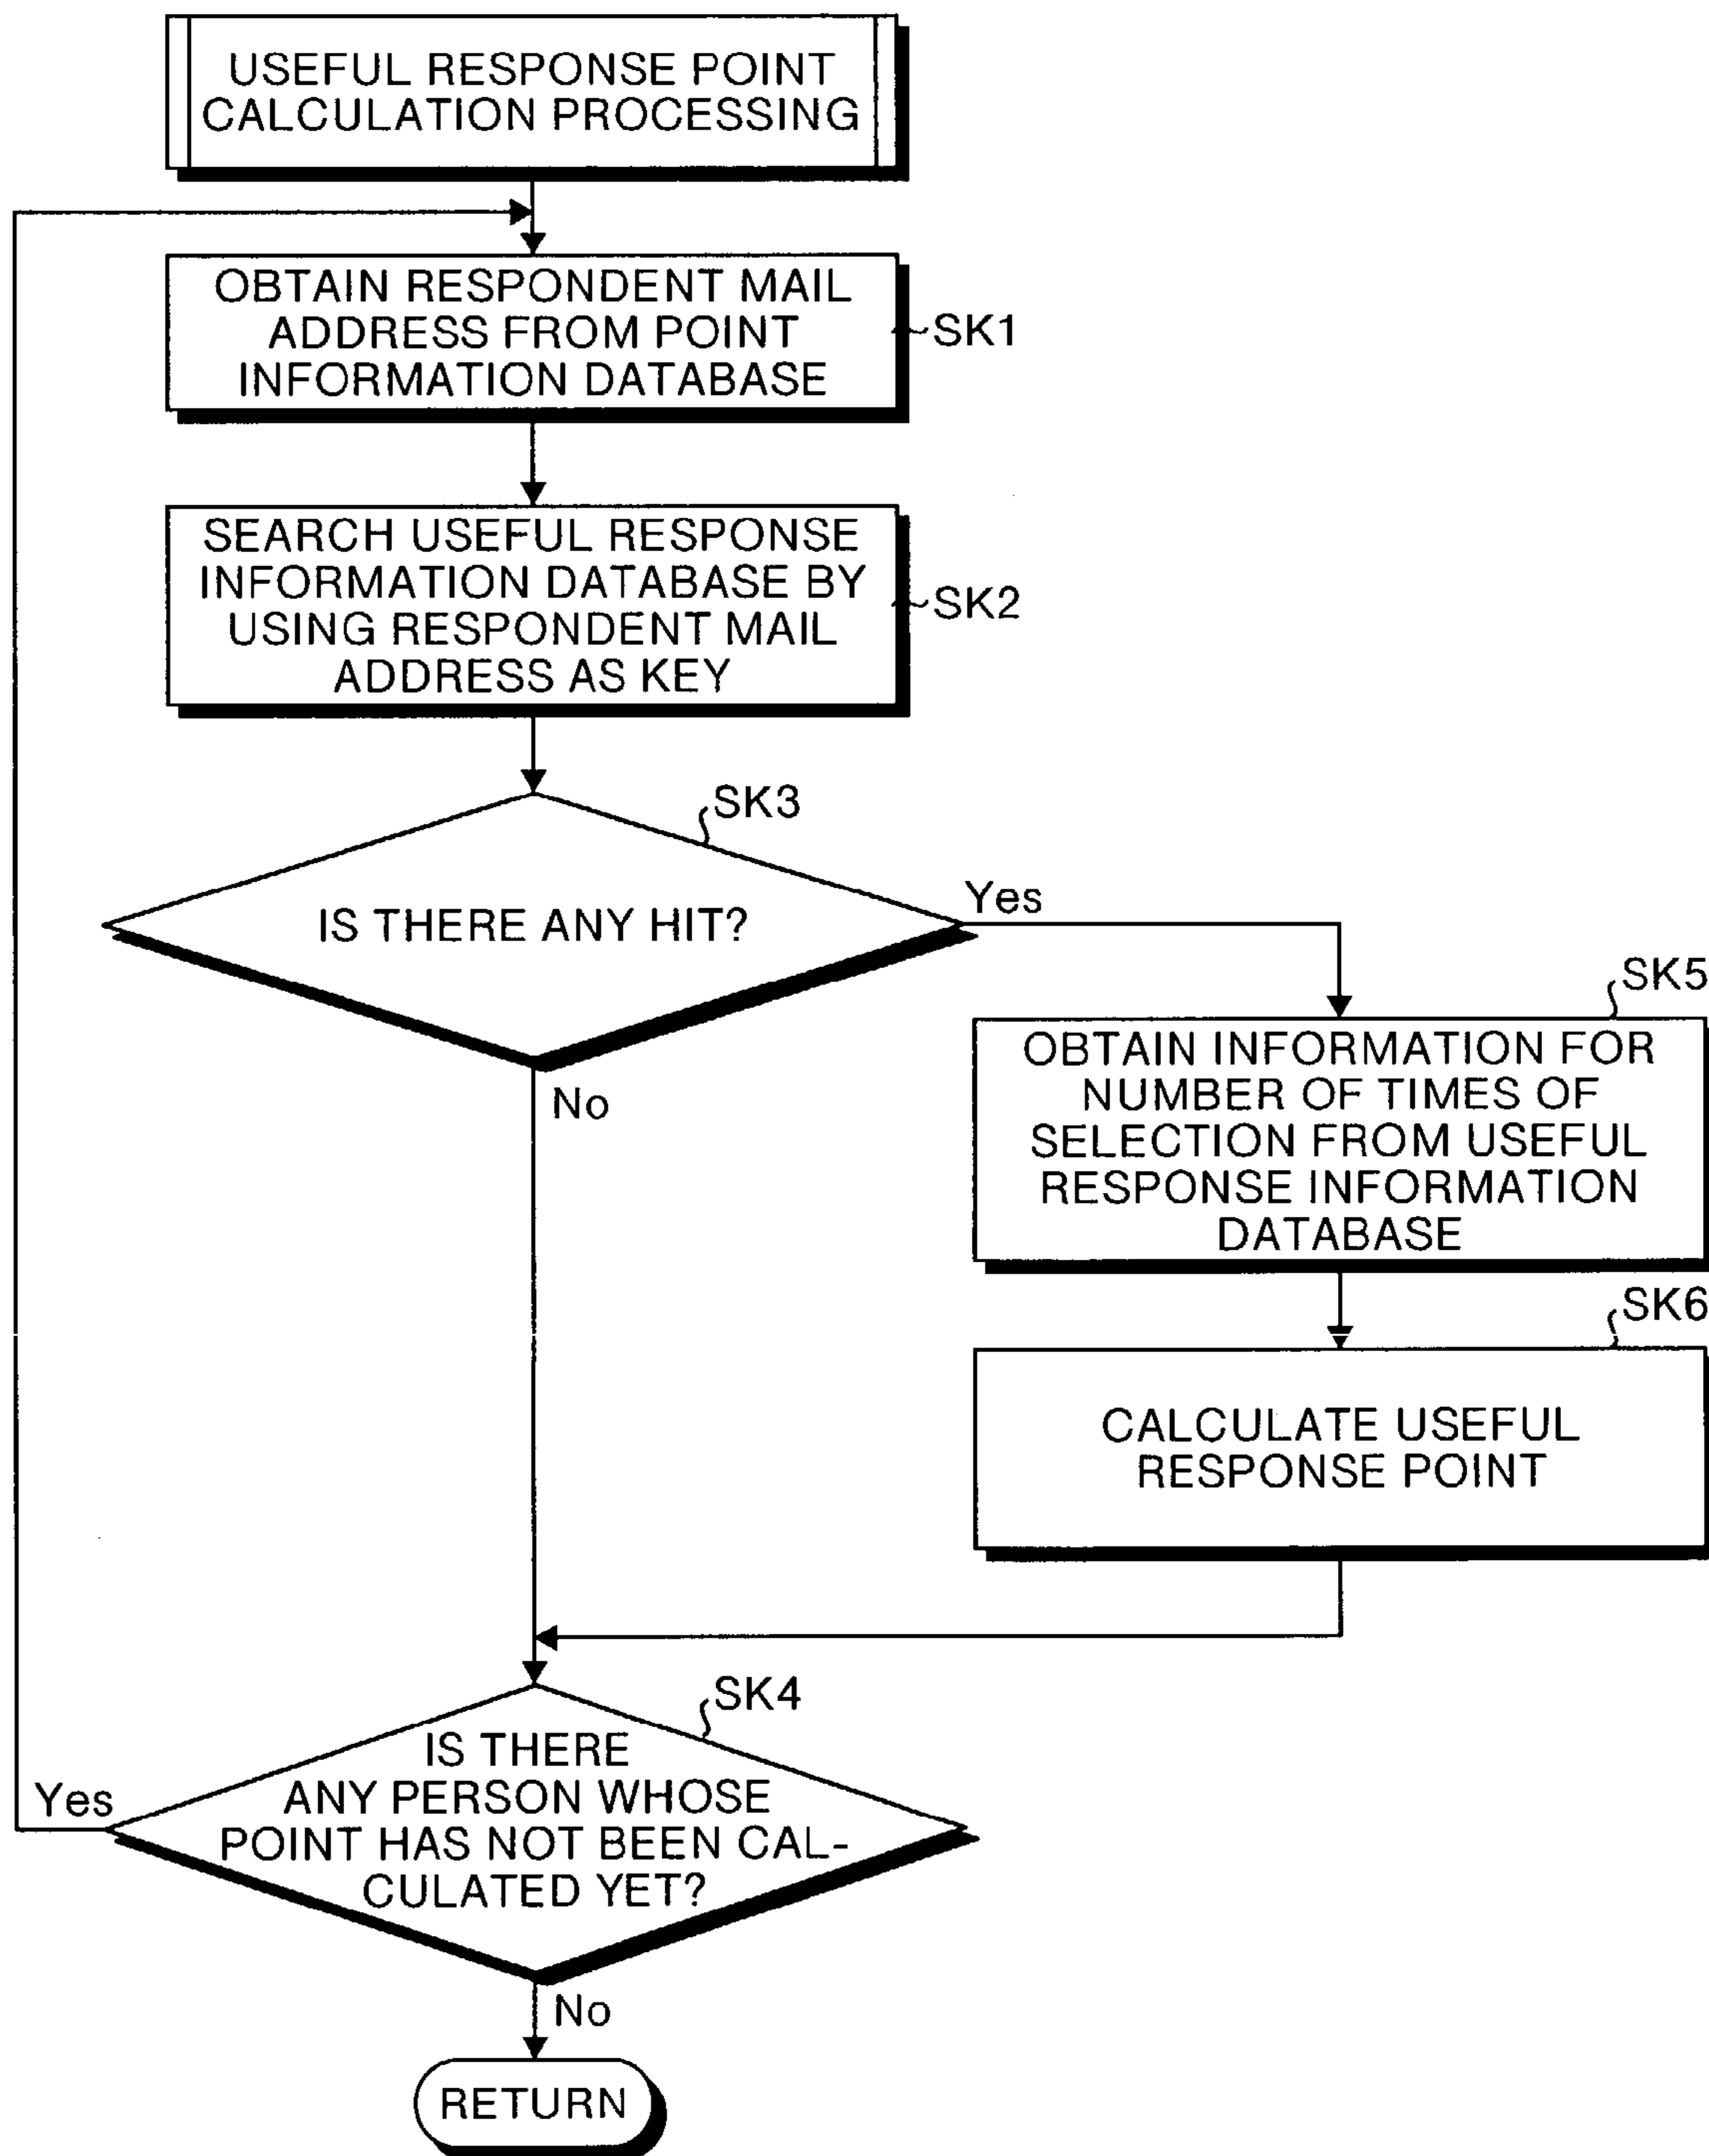 USEFUL RESPONSE POINT
CALCULATION PROCESSING
OBTAIN RESPONDENT MAIL
ADDRESS FROM POINT
INFORMATION DATABASE
SK1
SEARCH USEFUL RESPONSE
INFORMATION DATABASE BY
USING RESPONDENT MAIL
ADDRESS AS KEY
SK2
SK3
IS THERE ANY HIT?
Yes
No
SK5
OBTAIN INFORMATION FOR
NUMBER OF TIMES OF
SELECTION FROM USEFUL
RESPONSE INFORMATION
DATABASE
SK6
CALCULATE USEFUL
RESPONSE POINT
SK4
IS THERE
ANY PERSON WHOSE
POINT HAS NOT BEEN CAL-
CULATED YET?
Yes
No
RETURN